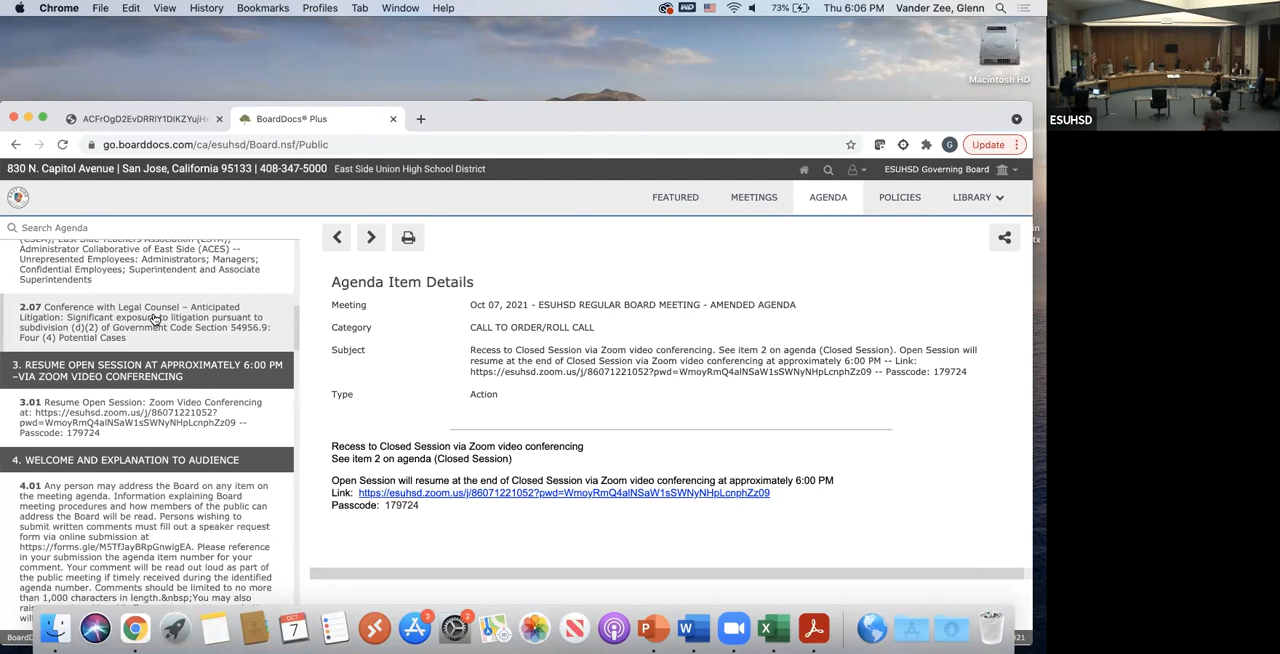 Chrome File Edit View History Bookmarks Profiles Tab Window Help
73% Thu 6:06 PM Vander Zee, Glenn
Macintosh HD
ESUHSD
BoardDocs® Plus
go.boarddocs.com/ca/esuhsd/Board.nsf/Public
G Update
830 N. Capitol Avenue | San Jose, California 95133 | 408-347-5000 East Side Union High School District
ESUHSD Governing Board
FEATURED MEETINGS AGENDA POLICIES LIBRARY
Search Agenda
(CSEA), East Side Teachers Association (ESTA),
Administrator Collaborative of East Side (ACES) --
Unrepresented Employees: Administrators; Managers;
Confidential Employees; Superintendent and Associate
Superintendents
2.07 Conference with Legal Counsel – Anticipated
Litigation: Significant exposure to litigation pursuant to
subdivision (d)(2) of Government Code Section 54956.9:
Four (4) Potential Cases
3. RESUME OPEN SESSION AT APPROXIMATELY 6:00 PM
–VIA ZOOM VIDEO CONFERENCING
3.01 Resume Open Session: Zoom Video Conferencing
at: https://esuhsd.zoom.us/j/86071221052?
pwd=WmoyRmQ4alNSaW1sSWNyNHpLcnphZz09 --
Passcode: 179724
4. WELCOME AND EXPLANATION TO AUDIENCE
4.01 Any person may address the Board on any item on
the meeting agenda. Information explaining Board
meeting procedures and how members of the public can
address the Board will be read. Persons wishing to
submit written comments must fill out a speaker request
form via online submission at
https://forms.gle/M5TfJayBRpGnwigEA. Please reference
in your submission the agenda item number for your
comment. Your comment will be read out loud as part of
the public meeting if timely received during the identified
agenda number. Comments should be limited to no more
than 1,000 characters in length.&nbsp;You may also
Agenda Item Details
Meeting Oct 07, 2021 - ESUHSD REGULAR BOARD MEETING - AMENDED AGENDA
Category CALL TO ORDER/ROLL CALL
Subject Recess to Closed Session via Zoom video conferencing. See item 2 on agenda (Closed Session). Open Session will
resume at the end of Closed Session via Zoom video conferencing at approximately 6:00 PM -- Link:
https://esuhsd.zoom.us/j/86071221052?pwd=WmoyRmQ4alNSaW1sSWNyNHpLcnphZz09 -- Passcode: 179724
Type Action
Recess to Closed Session via Zoom video conferencing
See item 2 on agenda (Closed Session)
Open Session will resume at the end of Closed Session via Zoom video conferencing at approximately 6:00 PM
Link: https://esuhsd.zoom.us/j/86071221052?pwd=WmoyRmQ4alNSaW1sSWNyNHpLcnphZz09
Passcode: 179724
OCT 7
3
2